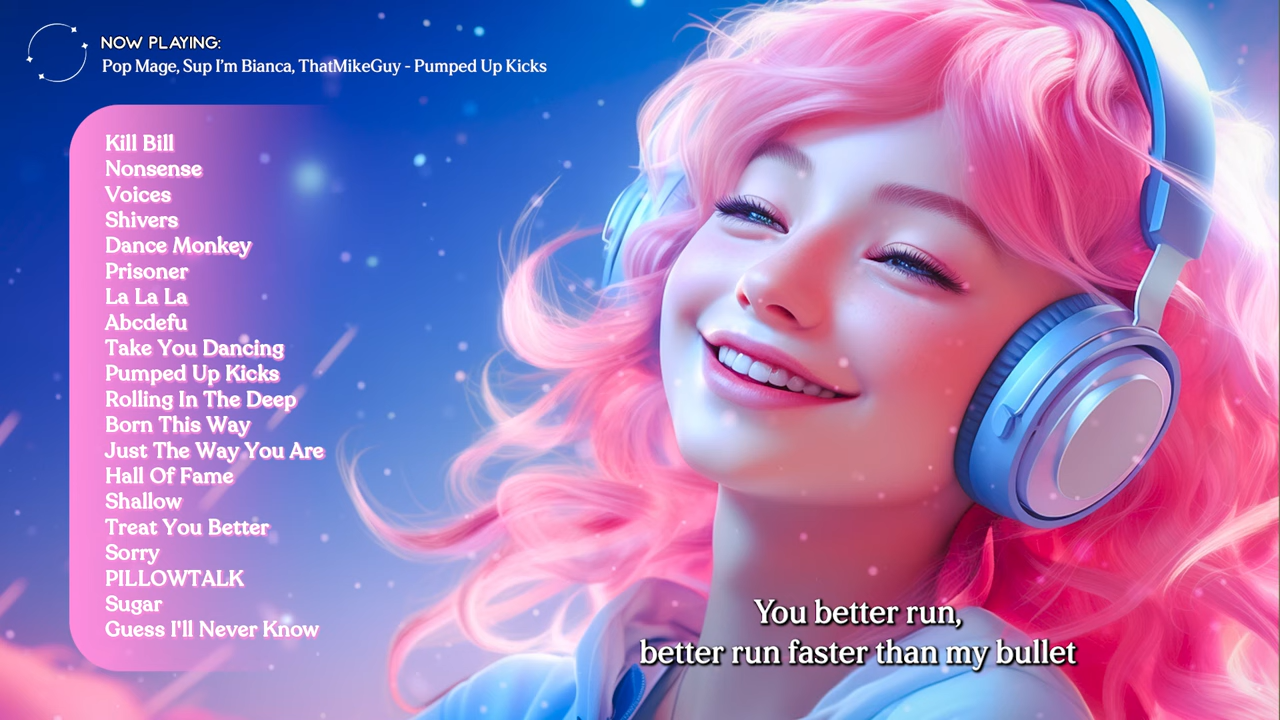 NOW PLAYING:
Pop Mage, Sup I'm Bianca, ThatMikeGuy - Pumped Up Kicks
Kill Bill
Nonsense
Voices
Shivers
Dance Monkey
Prisoner
La La La
Abcdefu
Take You Dancing
Pumped Up Kicks
Rolling In The Deep
Born This Way
Just The Way You Are
Hall Of Fame
Shallow
Treat You Better
Sorry
PILLOWTALK
Sugar
Guess I'll Never Know
You better run,
better run faster than my bullet